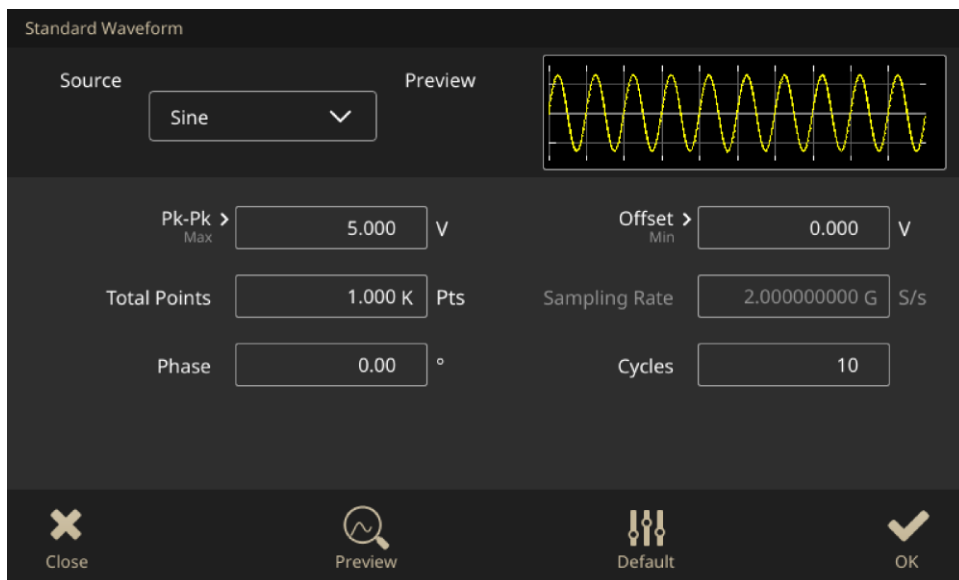 Standard Waveform
Source
Preview
Sine
Pk-Pk
Max
5.000 V
Offset
Min
0.000 V
Total Points 1.000 K Pts
Sampling Rate 2.000000000 G S/s
Phase 0.00 °
Cycles 10
Close
Preview
Default
OK